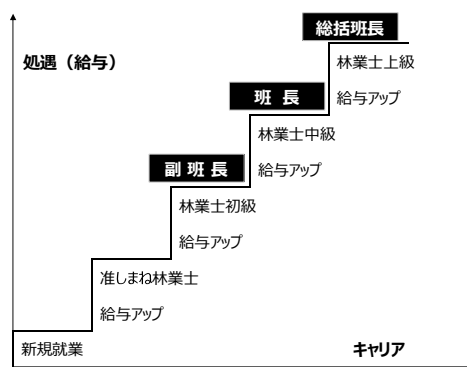 総括班長
処遇（給与）
林業士上級
給与アップ
班 長
林業士中級
給与アップ
副 班 長
林業士初級
給与アップ
准しまね林業士
給与アップ
新規就業
キャリア